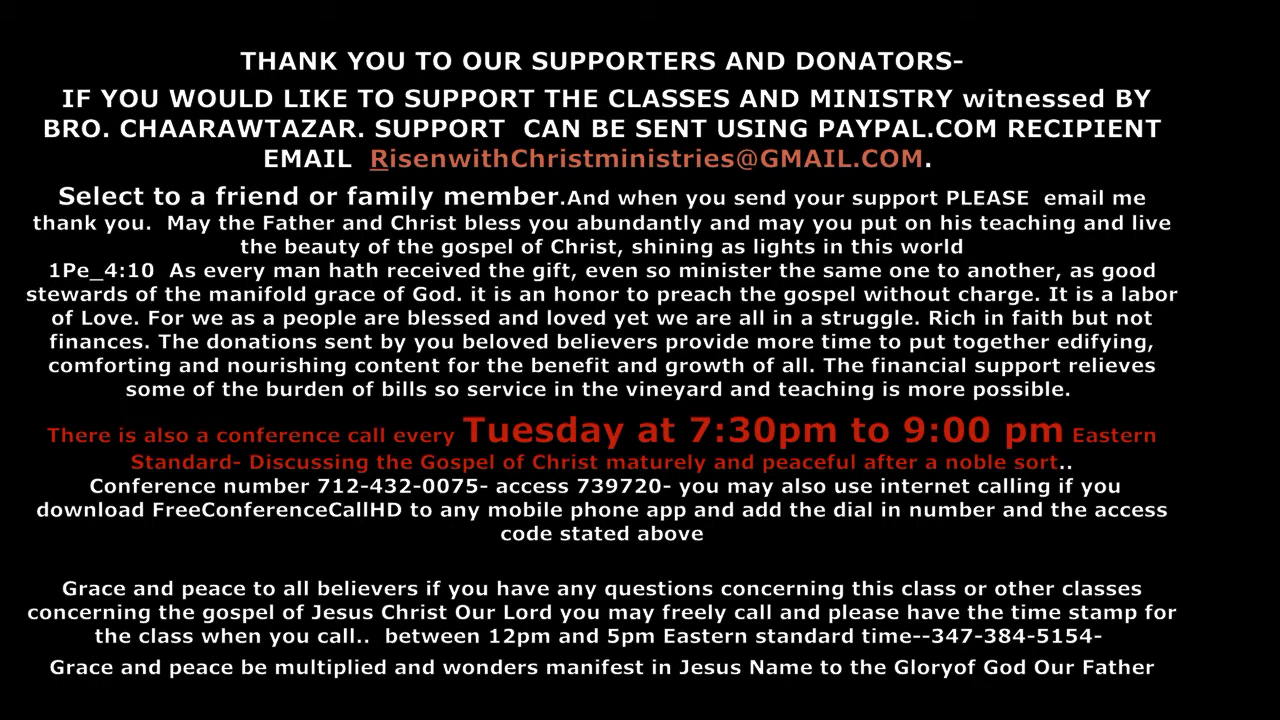 THANK YOU TO OUR SUPPORTERS AND DONATORS-
IF YOU WOULD LIKE TO SUPPORT THE CLASSES AND MINISTRY witnessed BY
BRO. CHAARAWTAZAR. SUPPORT  CAN BE SENT USING PAYPAL.COM RECIPIENT
EMAIL  RisenwithChristministries@GMAIL.COM.
Select to a friend or family member.And when you send your support PLEASE  email me
thank you.  May the Father and Christ bless you abundantly and may you put on his teaching and live
the beauty of the gospel of Christ, shining as lights in this world
1Pe_4:10  As every man hath received the gift, even so minister the same one to another, as good
stewards of the manifold grace of God. it is an honor to preach the gospel without charge. It is a labor
of Love. For we as a people are blessed and loved yet we are all in a struggle. Rich in faith but not
finances. The donations sent by you beloved believers provide more time to put together edifying,
comforting and nourishing content for the benefit and growth of all. The financial support relieves
some of the burden of bills so service in the vineyard and teaching is more possible.
There is also a conference call every Tuesday at 7:30pm to 9:00 pm Eastern
Standard- Discussing the Gospel of Christ maturely and peaceful after a noble sort..
Conference number 712-432-0075- access 739720- you may also use internet calling if you
download FreeConferenceCallHD to any mobile phone app and add the dial in number and the access
code stated above
Grace and peace to all believers if you have any questions concerning this class or other classes
concerning the gospel of Jesus Christ Our Lord you may freely call and please have the time stamp for
the class when you call..  between 12pm and 5pm Eastern standard time--347-384-5154-
Grace and peace be multiplied and wonders manifest in Jesus Name to the Gloryof God Our Father